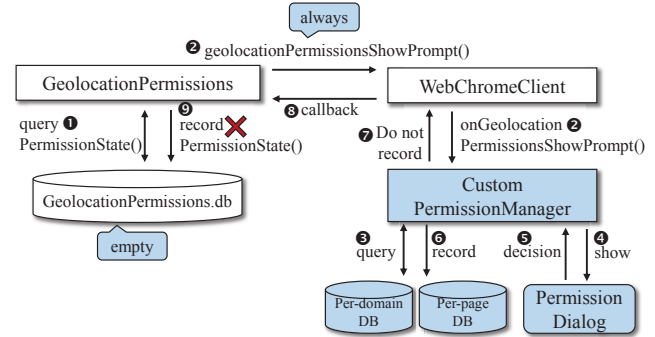 always
❷ geolocationPermissionsShowPrompt()
GeolocationPermissions
WebChromeClient
❽ callback
query ❶
PermissionState()
❾
record
PermissionState()
❼ Do not
record
onGeolocation ❷
PermissionsShowPrompt()
GeolocationPermissions.db
empty
Custom
PermissionManager
❸
query
❻
record
❺
decision
❹
show
Per-domain
DB
Per-page
DB
Permission
Dialog